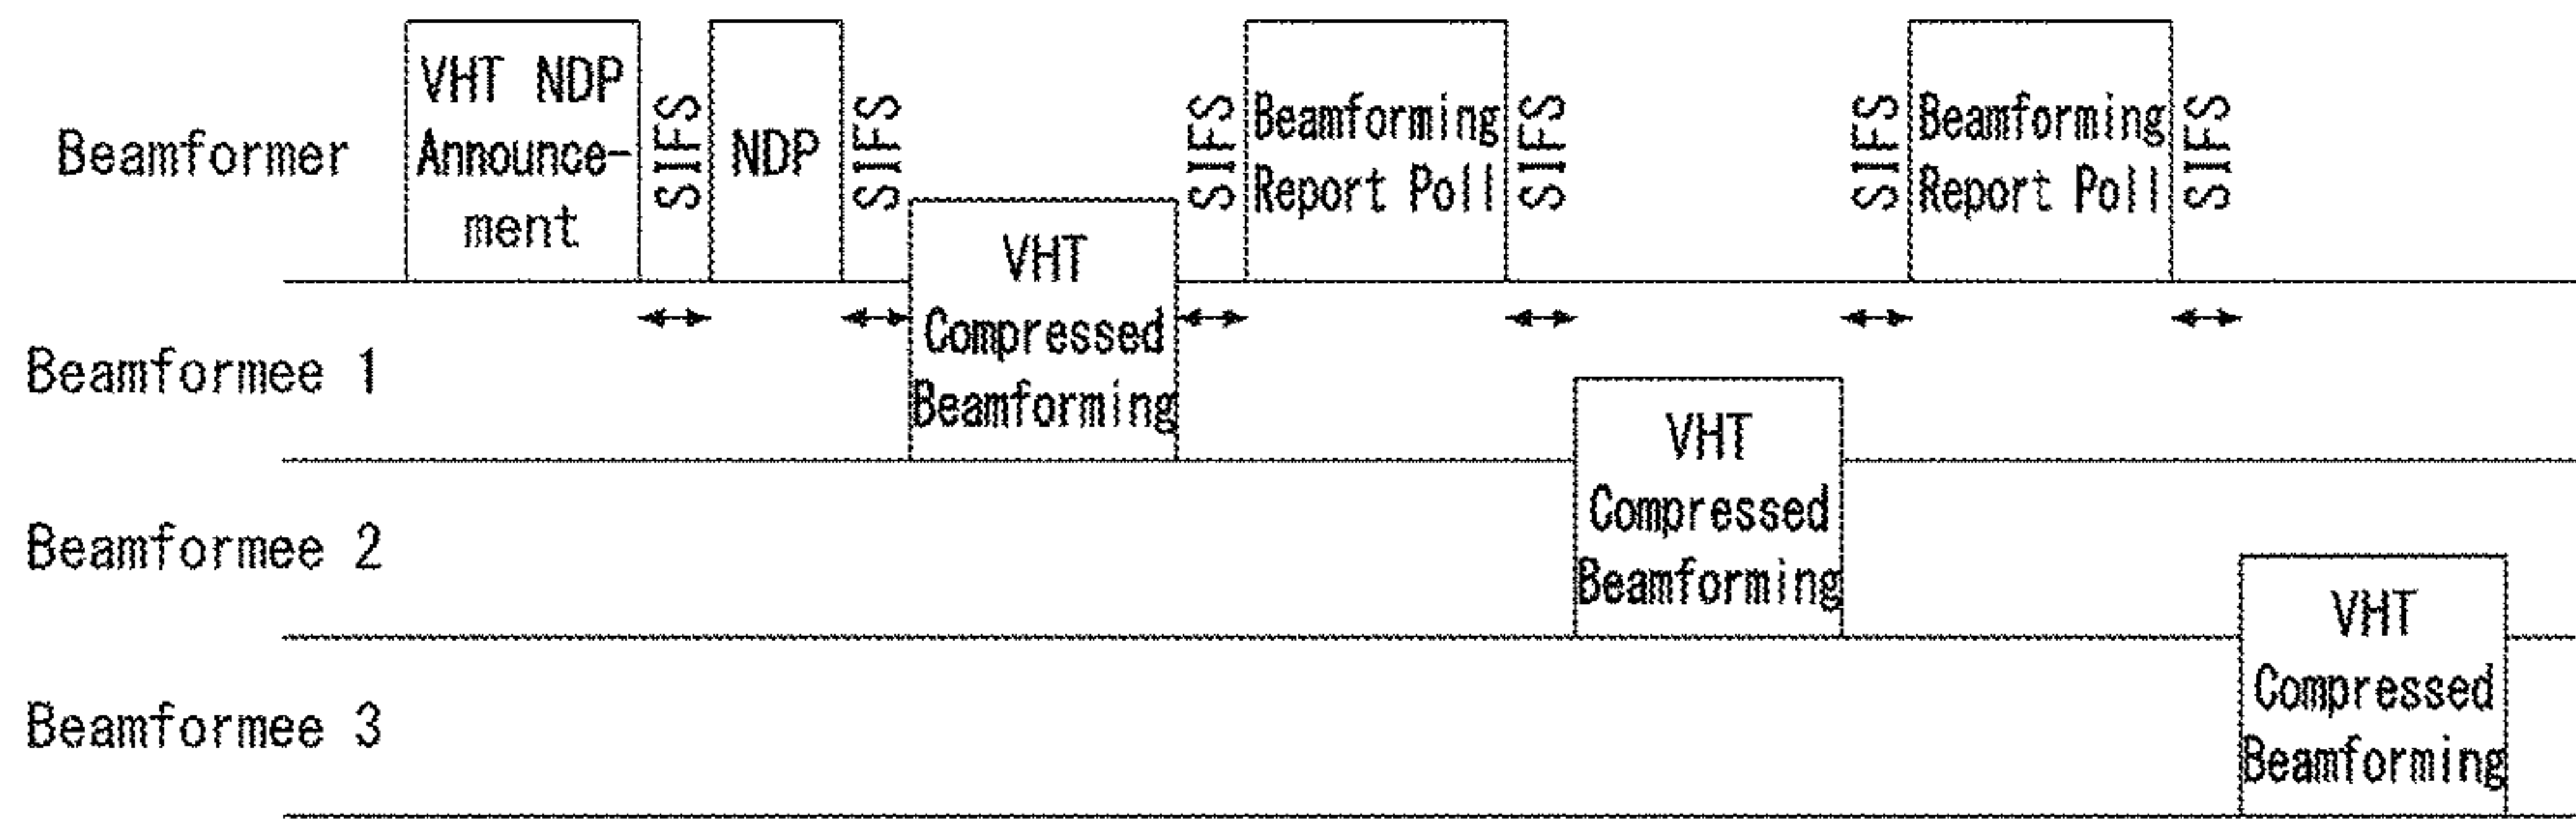 Beamformer
VHT NDP
Announce-
ment
SIFS
NDP
SIFS
SIFS
Beamforming
Report Poll
SIFS
SIFS
Beamforming
Report Poll
SIFS
Beamformee 1
VHT
Compressed
Beamforming
Beamformee 2
VHT
Compressed
Beamforming
Beamformee 3
VHT
Compressed
Beamforming